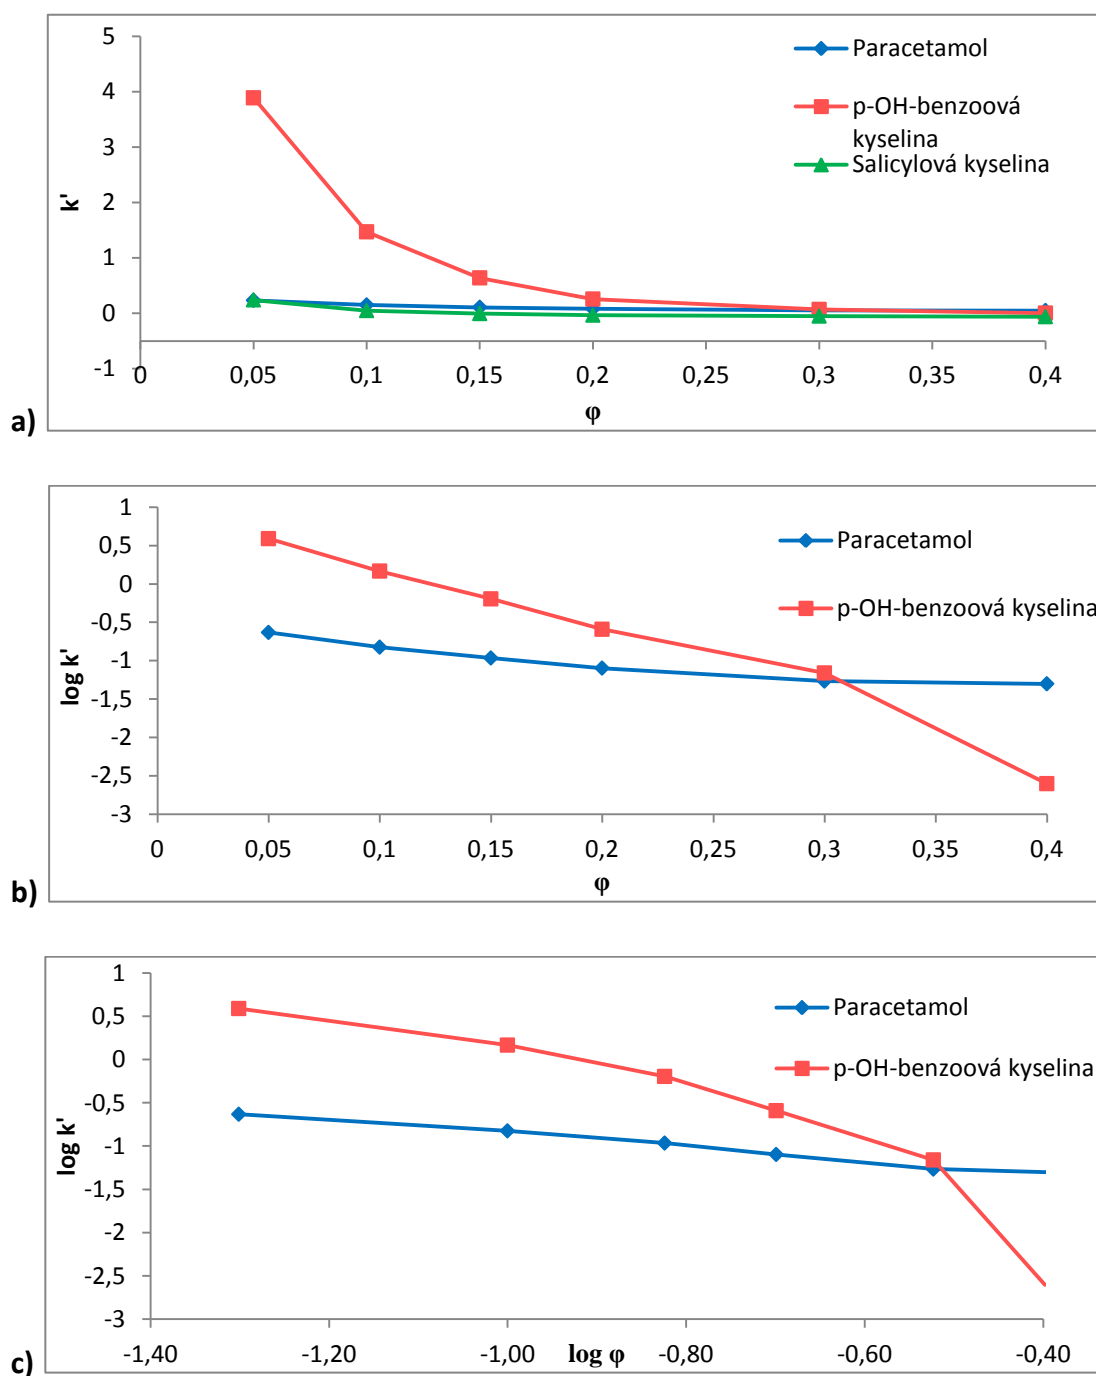 5
4
3
2
1
0
-1
k'
0
0,05
0,1
0,15
0,2
0,25
0,3
0,35
0,4
φ
Paracetamol
p-OH-benzoová
kyselina
Salicylová kyselina
a)
1
0,5
0
-0,5
-1
-1,5
-2
-2,5
-3
log k'
0
0,05
0,1
0,15
0,2
0,25
0,3
0,35
0,4
φ
Paracetamol
p-OH-benzoová kyselina
b)
1
0,5
0
-0,5
-1
-1,5
-2
-2,5
-3
log k'
-1,40
-1,20
-1,00
log φ
-0,80
-0,60
-0,40
Paracetamol
p-OH-benzoová kyselina
c)